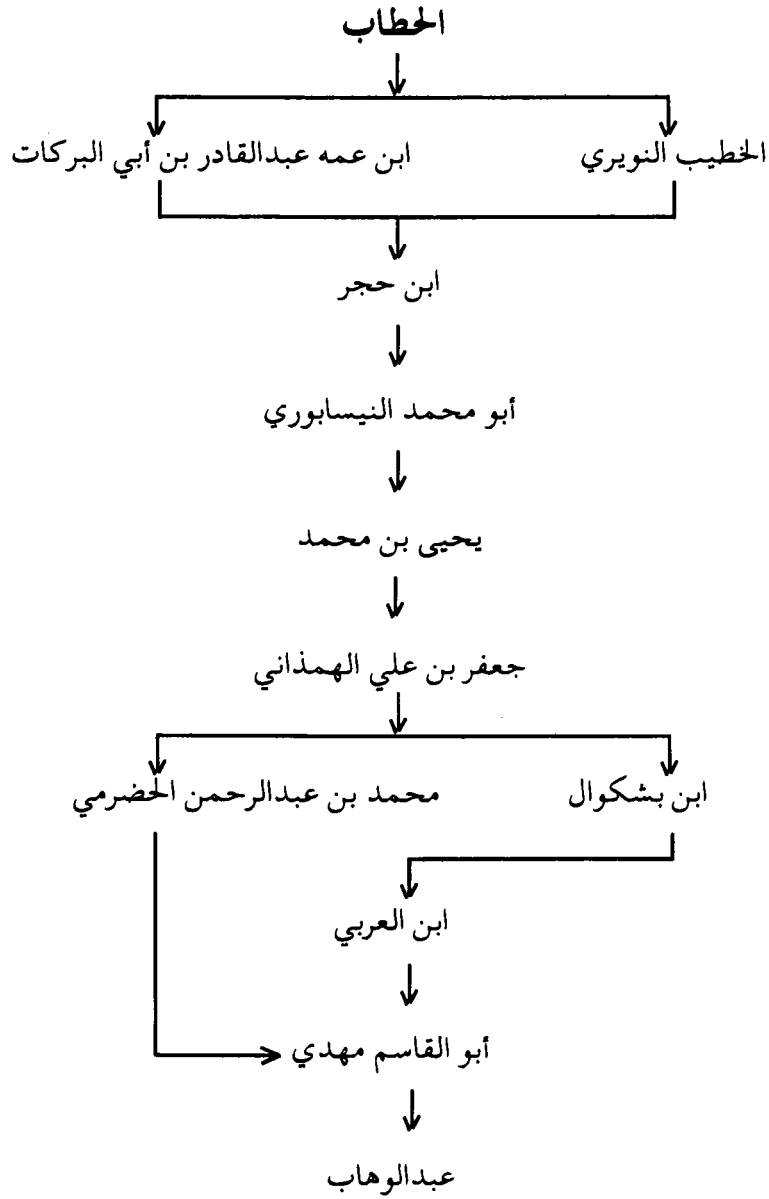 الحطاب
الخطيب النويري ابن عمه عبدالقادر بن أبي البركات
ابن حجر
أبو محمد النيسابوري
يحيى بن محمد
جعفر بن علي الهمذاني
ابن بشكوال محمد بن عبدالرحمن الحضرمي
ابن العربي
أبو القاسم مهدي
عبدالوهاب